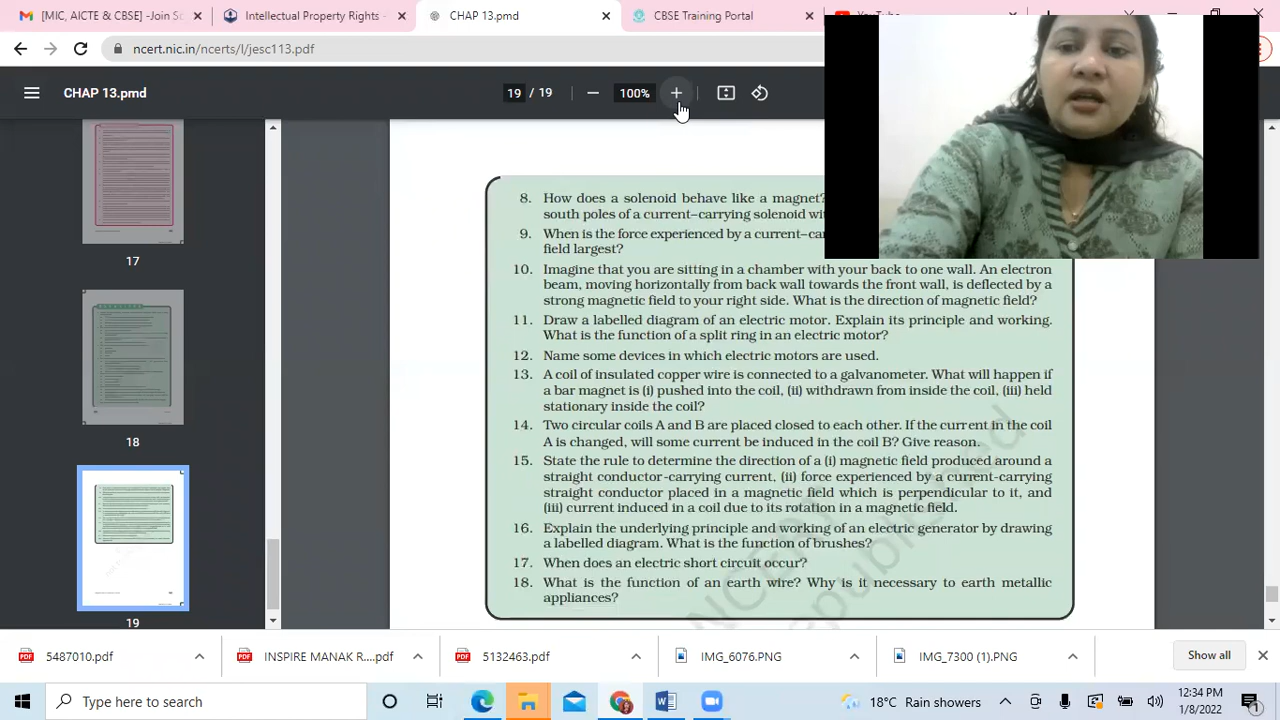 [MIC, AICTE & CBSE] Join S
Intellectual Property Rights -
CHAP 13.pmd
CBSE Training Portal
ncert.nic.in/ncerts/l/jesc113.pdf
CHAP 13.pmd
19 / 19
100%
17
18
19
8. How does a solenoid behave like a magnet?
south poles of a current–carrying solenoid wi
9. When is the force experienced by a current–ca
field largest?
10. Imagine that you are sitting in a chamber with your back to one wall. An electron
beam, moving horizontally from back wall towards the front wall, is deflected by a
strong magnetic field to your right side. What is the direction of magnetic field?
11. Draw a labelled diagram of an electric motor. Explain its principle and working.
What is the function of a split ring in an electric motor?
12. Name some devices in which electric motors are used.
13. A coil of insulated copper wire is connected to a galvanometer. What will happen if
a bar magnet is (i) pushed into the coil, (ii) withdrawn from inside the coil, (iii) held
stationary inside the coil?
14. Two circular coils A and B are placed closed to each other. If the current in the coil
A is changed, will some current be induced in the coil B? Give reason.
15. State the rule to determine the direction of a (i) magnetic field produced around a
straight conductor-carrying current, (ii) force experienced by a current-carrying
straight conductor placed in a magnetic field which is perpendicular to it, and
(iii) current induced in a coil due to its rotation in a magnetic field.
16. Explain the underlying principle and working of an electric generator by drawing
a labelled diagram. What is the function of brushes?
17. When does an electric short circuit occur?
18. What is the function of an earth wire? Why is it necessary to earth metallic
appliances?
5487010.pdf
INSPIRE MANAK R....pdf
5132463.pdf
IMG_6076.PNG
IMG_7300 (1).PNG
Show all
Type here to search
18°C Rain showers
12:34 PM
1/8/2022